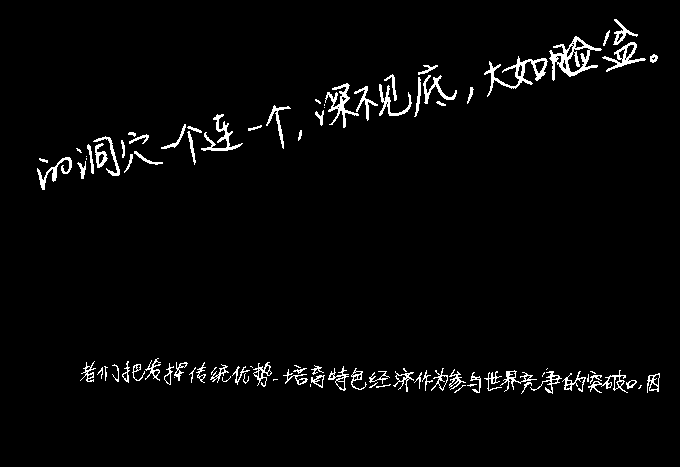 的洞穴一个连一个,深不见底,大如脸盆。
着们把发挥传统优势-培育特色经济作为参与世界竞争的突破口,因